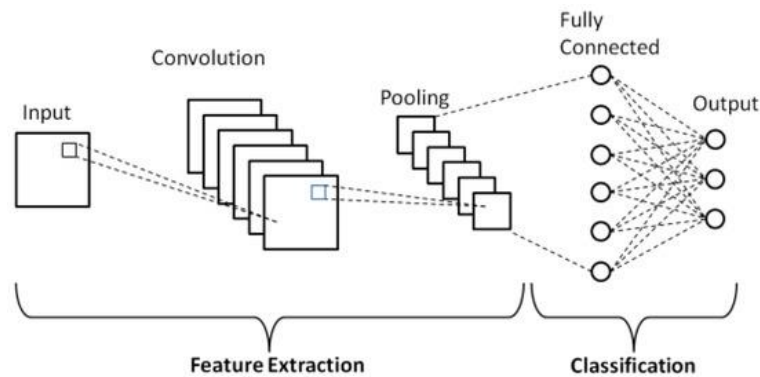 Input
Convolution
Pooling
Fully
Connected
Output
Feature Extraction
Classification